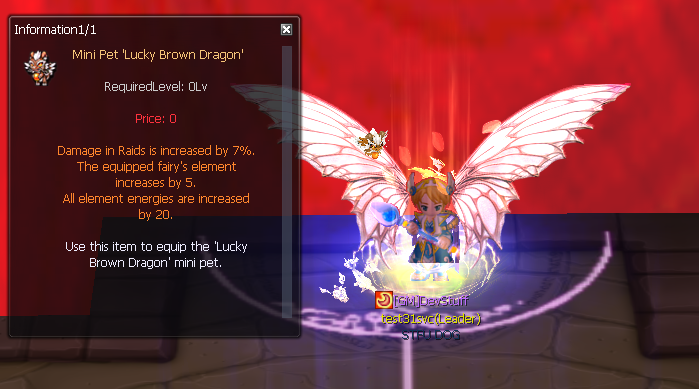 Information1/1
Mini Pet 'Lucky Brown Dragon'
RequiredLevel: 0Lv
Price: 0
Damage in Raids is increased by 7%.
The equipped fairy's element
increases by 5.
All element energies are increased
by 20.
Use this item to equip the 'Lucky
Brown Dragon' mini pet.
[GM]DevStuff
test31svc(Leader)